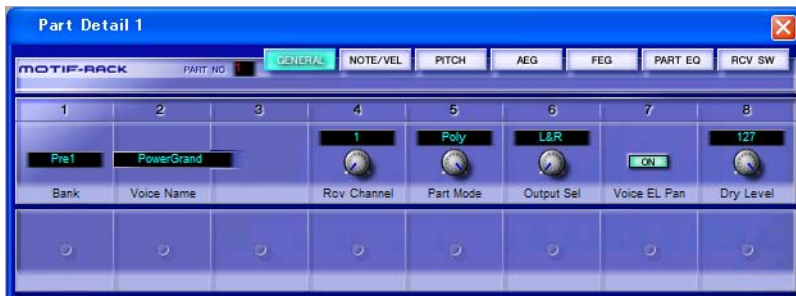 Part Detail 1
MOTIF-RACK PART NO 1 GENERAL NOTE/VEL PITCH AEG FEG PART EQ RCV SW
1 2 3 4 5 6 7 8
1 Poly L&R 127
Pre1 PowerGrand ON
Bank Voice Name Rcv Channel Part Mode Output Sel Voice EL Pan Dry Level